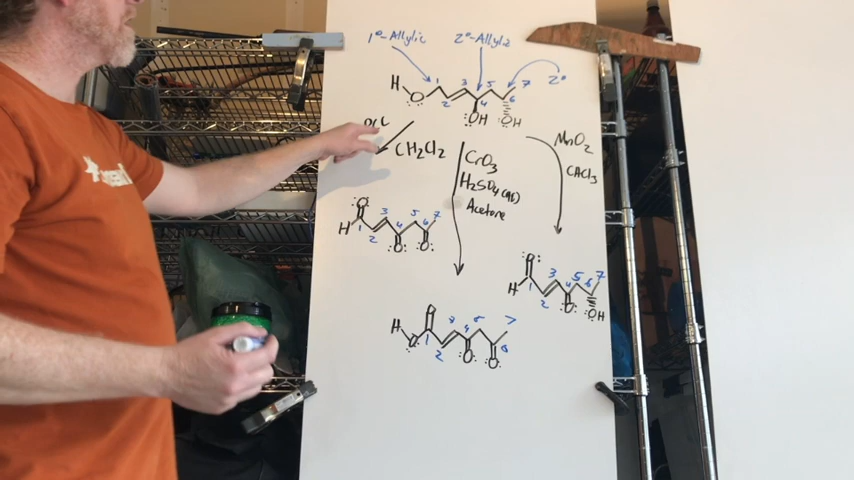 1°-Allylic
2°-Allylic
2°
H
O
1 2 3 4 5 6 7
:OH
:OH
PCC
CH2Cl2
CrO3
H2SO4(aq)
Acetone
MnO2
CHCl3
H
O
1 2 3 4 5 6 7
O
O
H
O
1 2 3 4 5 6 7
O
:OH
H
O
O
1 2 3 4 5 6 7
O
O